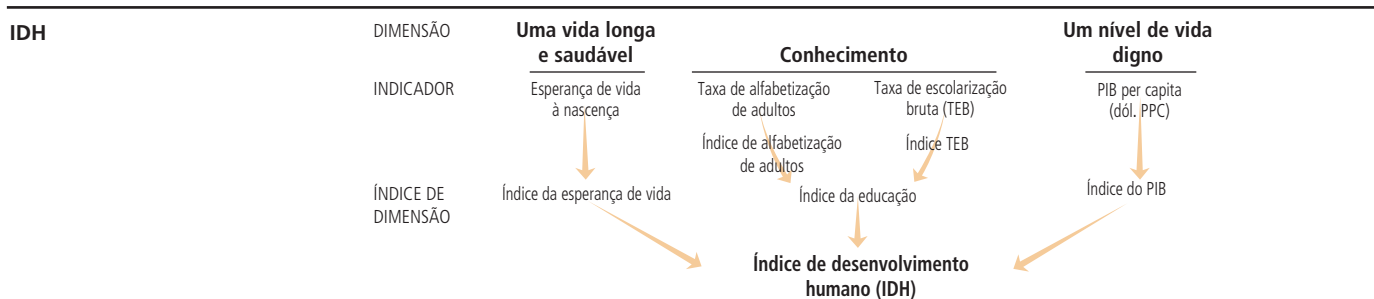 IDH
DIMENSÃO
Uma vida longa
e saudável
Conhecimento
Um nível de vida
digno
INDICADOR
Esperança de vida
à nascença
Taxa de alfabetização
de adultos
Taxa de escolarização
bruta (TEB)
PIB per capita
(dól. PPC)
Índice de alfabetização
de adultos
Índice TEB
ÍNDICE DE
DIMENSÃO
Índice da esperança de vida
Índice da educação
Índice do PIB
Índice de desenvolvimento
humano (IDH)